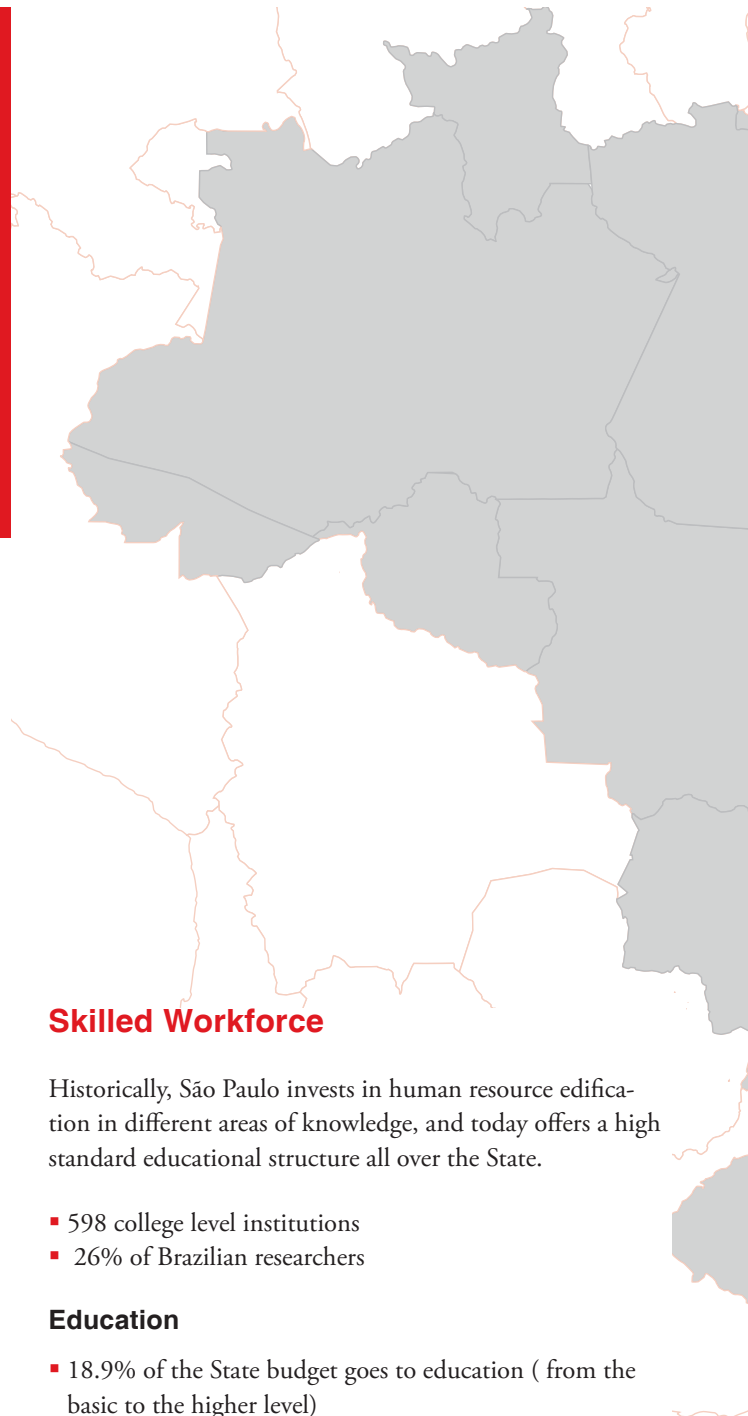 Skilled Workforce
Historically, São Paulo invests in human resource edifica-
tion in different areas of knowledge, and today offers a high
standard educational structure all over the State.
▪ 598 college level institutions
▪ 26% of Brazilian researchers
Education
▪ 18.9% of the State budget goes to education ( from the
basic to the higher level)